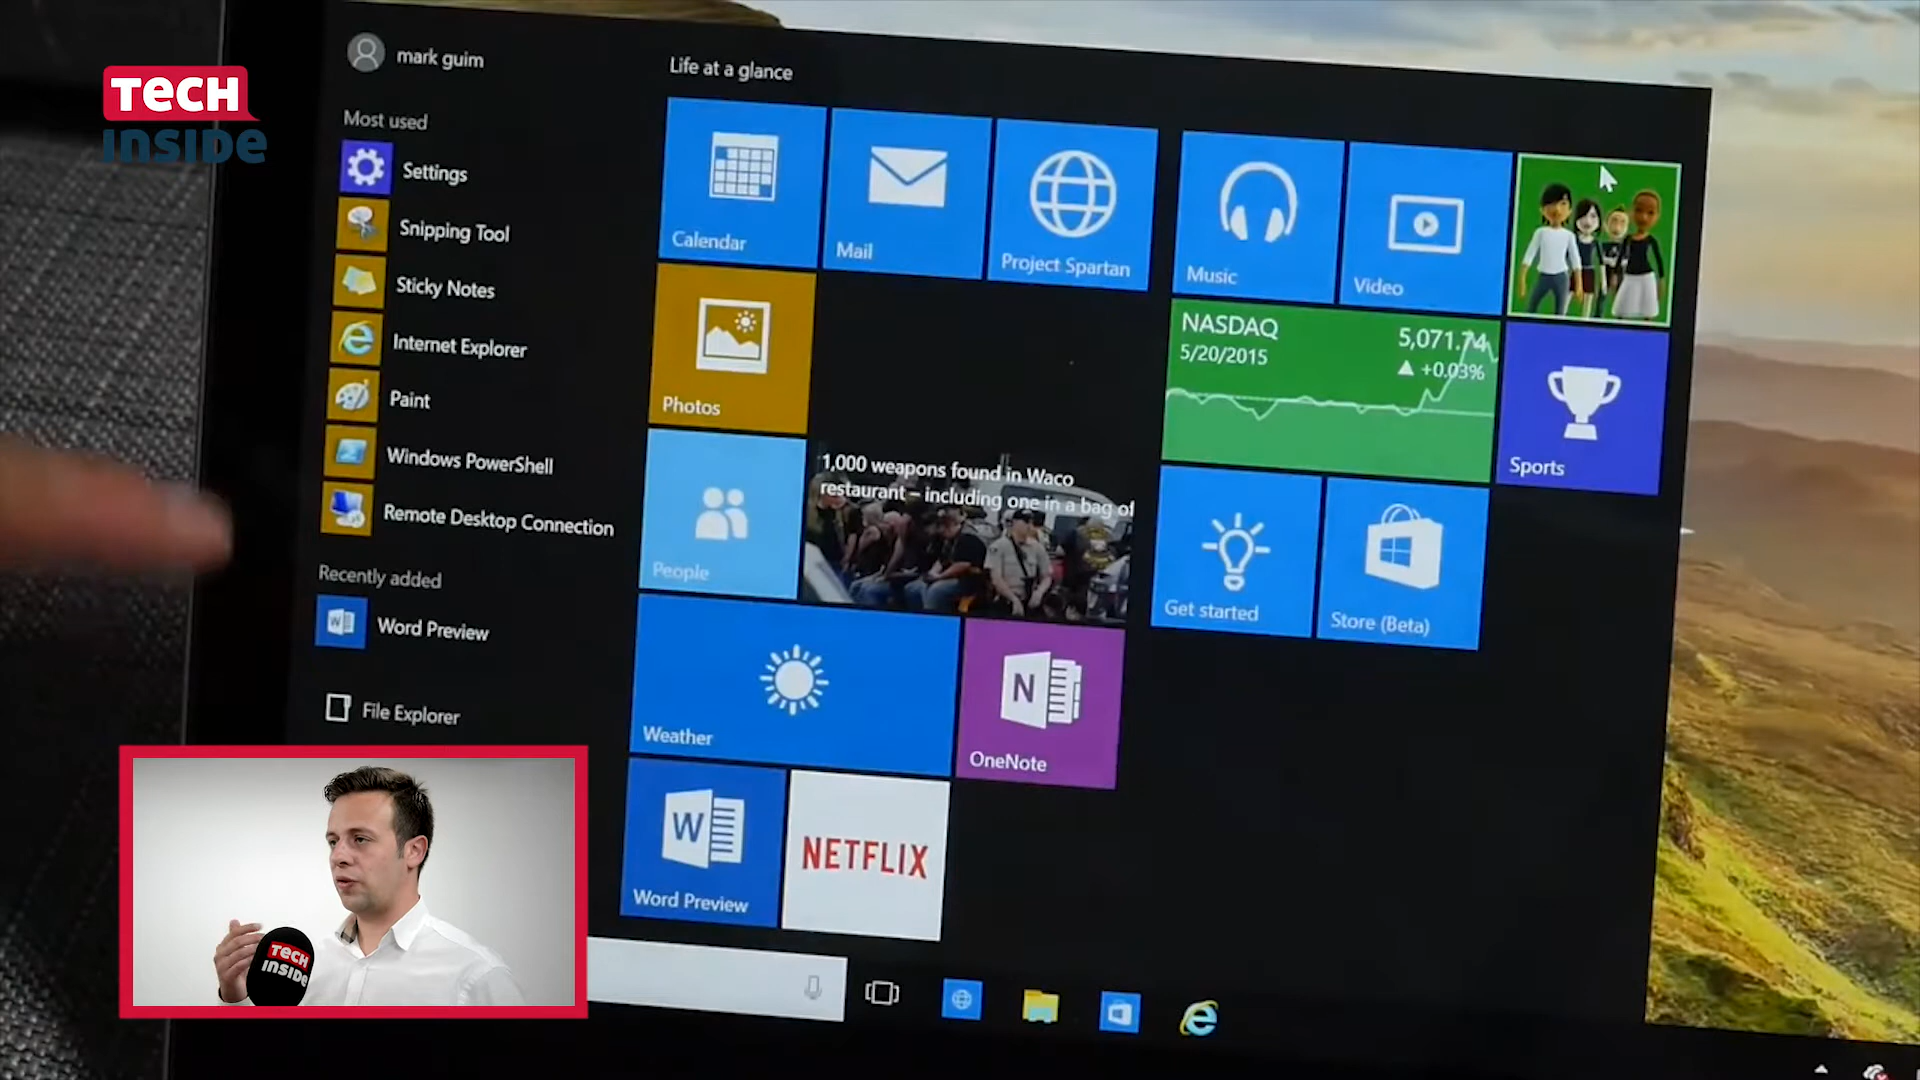 TECH
INSIDE
mark guim
Most used
Settings
Snipping Tool
Sticky Notes
Internet Explorer
Paint
Windows PowerShell
Remote Desktop Connection
Recently added
Word Preview
File Explorer
Life at a glance
Calendar
Mail
Project Spartan
Music
Video
Photos
NASDAQ
5/20/2015
5,071.74
▲ +0.03%
Sports
People
1,000 weapons found in Waco
restaurant – including one in a bag of
Get started
Store (Beta)
Weather
N
OneNote
W
Word Preview
NETFLIX
TECH
INSIDE